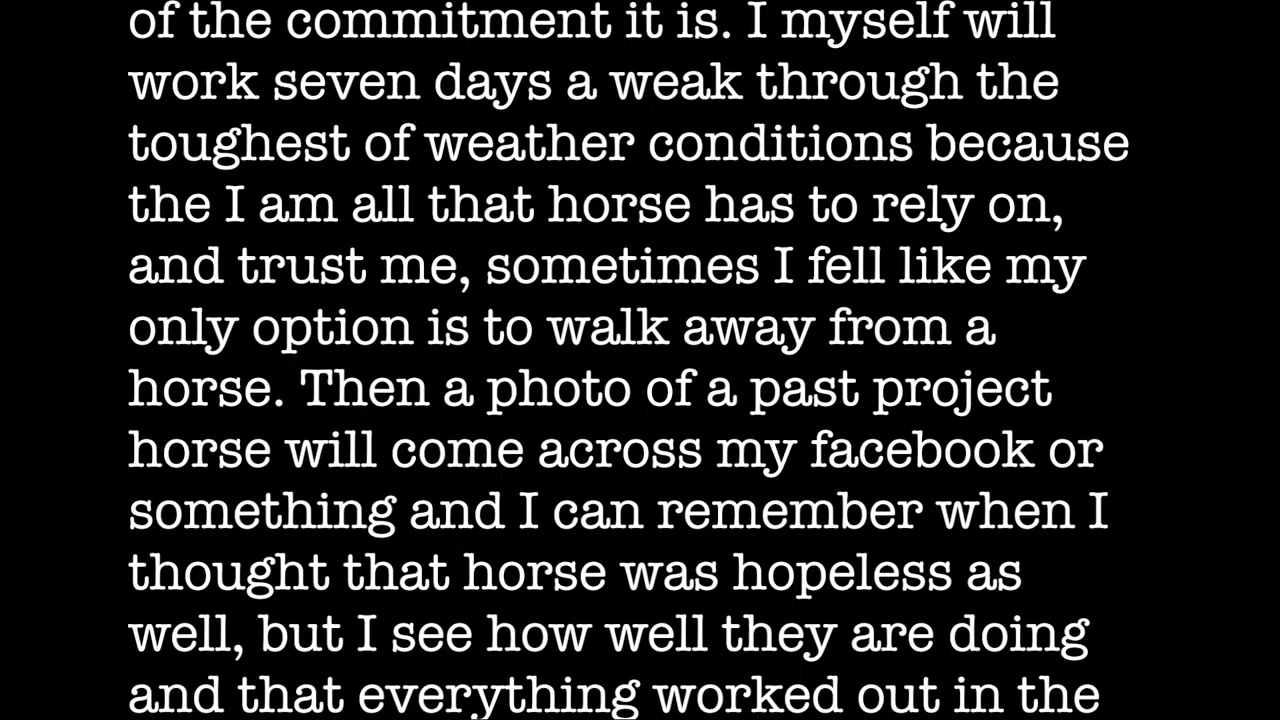 of the commitment it is. I myself will
work seven days a weak through the
toughest of weather conditions because
the I am all that horse has to rely on,
and trust me, sometimes I fell like my
only option is to walk away from a
horse. Then a photo of a past project
horse will come across my facebook or
something and I can remember when I
thought that horse was hopeless as
well, but I see how well they are doing
and that everything worked out in the